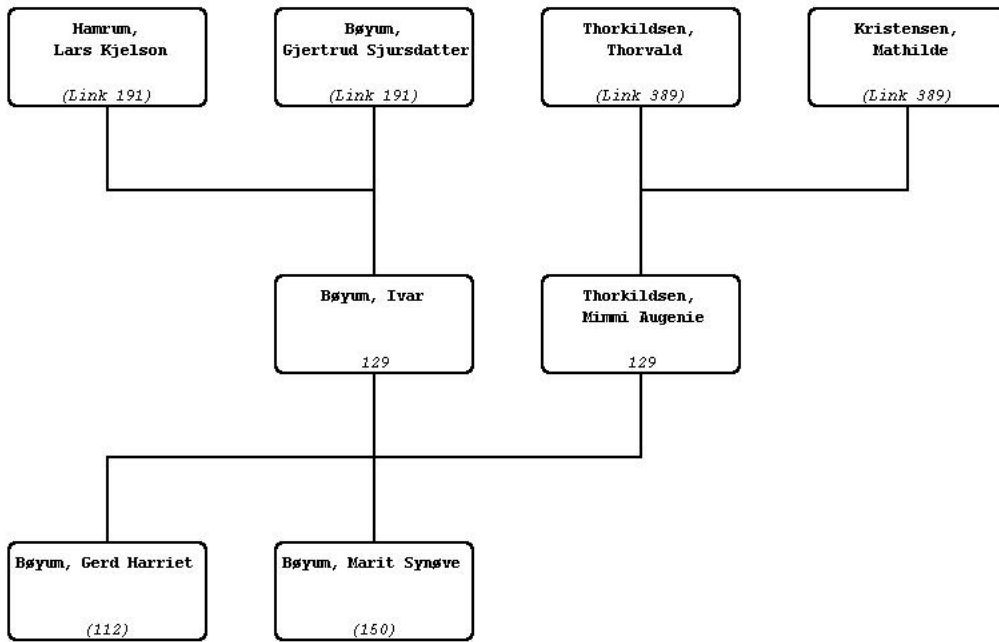 Hamrum,
Lars Kjelson
(Link 191)
Bøyum,
Gjertrud Sjursdatter
(Link 191)
Thorkildsen,
Thorvald
(Link 389)
Kristensen,
Mathilde
(Link 389)
Bøyum, Ivar
129
Thorkildsen,
Mimmi Augenie
129
Bøyum, Gerd Harriet
(112)
Bøyum, Marit Synøve
(150)